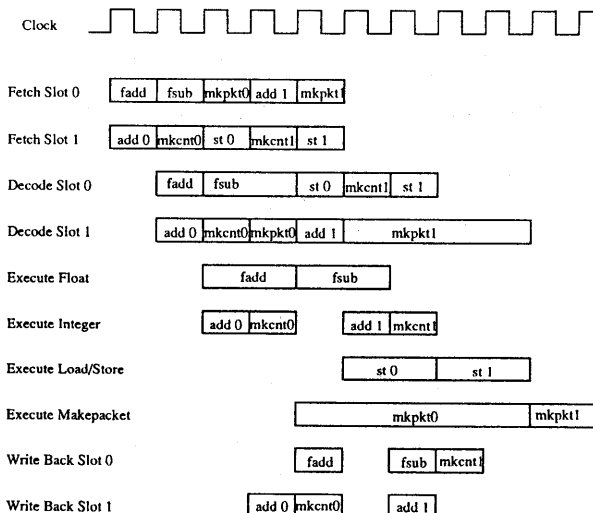 Clock
Fetch Slot 0 fadd fsub mkpkt0 add 1 mkpkt1
Fetch Slot 1 add 0 mkcnt0 st 0 mkcnt1 st 1
Decode Slot 0 fadd fsub st 0 mkcnt1 st 1
Decode Slot 1 add 0 mkcnt0 mkpkt0 add 1 mkpkt1
Execute Float fadd fsub
Execute Integer add 0 mkcnt0 add 1 mkcnt1
Execute Load/Store st 0 st 1
Execute Makepacket mkpkt0 mkpkt1
Write Back Slot 0 fadd fsub mkcnt1
Write Back Slot 1 add 0 mkcnt0 add 1